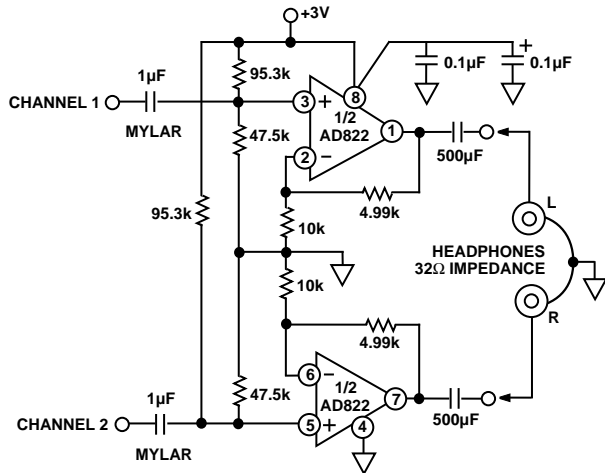 +3V
95.3k
0.1µF
+
0.1µF
1µF
CHANNEL 1
MYLAR
3
+
8
1/2
AD822
1
47.5k
2
–
500µF
95.3k
4.99k
L
10k
HEADPHONES
32Ω IMPEDANCE
10k
R
4.99k
6
–
1/2
AD822
7
47.5k
1µF
500µF
CHANNEL 2
5
+
4
MYLAR